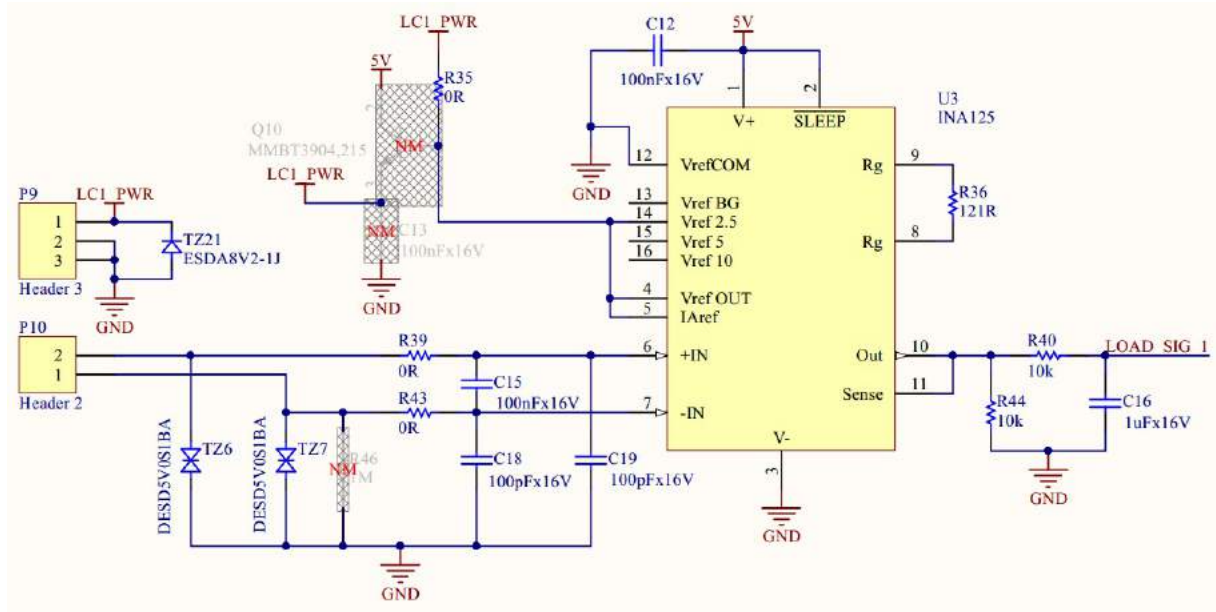 LC1_PWR
C12
5V
5V
R35
0R
100nFx16V
1
2
U3
INA125
V+
SLEEP
Q10
MMBT3904,215
NM
2
3
LC1_PWR
GND
12
VrefCOM
Rg
9
R36
121R
P9
LC1_PWR
13
Vref BG
14
Vref 2.5
15
Vref 5
16
Vref 10
Rg
8
1
2
3
TZ21
ESDA8V2-1J
NM
C13
100nFx16V
Header 3
GND
GND
4
Vref OUT
5
IAref
P10
2
1
Header 2
R39
0R
6
+IN
Out
10
R40
10k
LOAD_SIG_1
C15
100nFx16V
R43
0R
7
-IN
Sense
11
R44
10k
C16
1uFx16V
DESD5V0S1BA
TZ6
DESD5V0S1BA
TZ7
NM
R46
1M
C18
100pFx16V
C19
100pFx16V
V-
3
GND
GND
GND